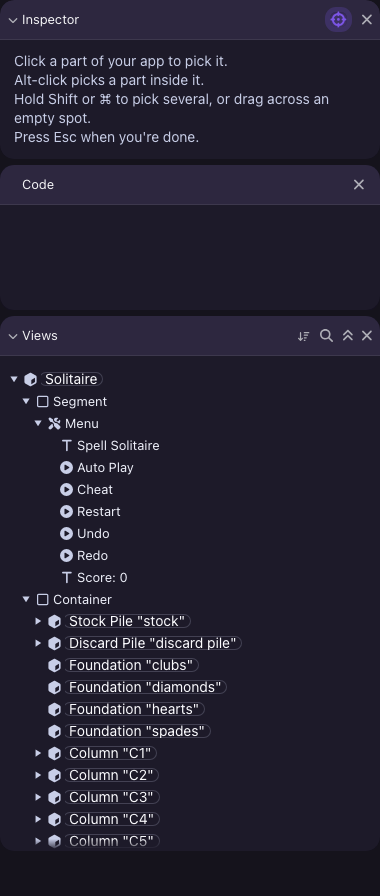 Inspector
Click a part of your app to pick it.
Alt-click picks a part inside it.
Hold Shift or ⌘ to pick several, or drag across an
empty spot.
Press Esc when you're done.
Code
Views
Solitaire
Segment
Menu
Spell Solitaire
Auto Play
Cheat
Restart
Undo
Redo
Score: 0
Container
Stock Pile "stock"
Discard Pile "discard pile"
Foundation "clubs"
Foundation "diamonds"
Foundation "hearts"
Foundation "spades"
Column "C1"
Column "C2"
Column "C3"
Column "C4"
Column "C5"